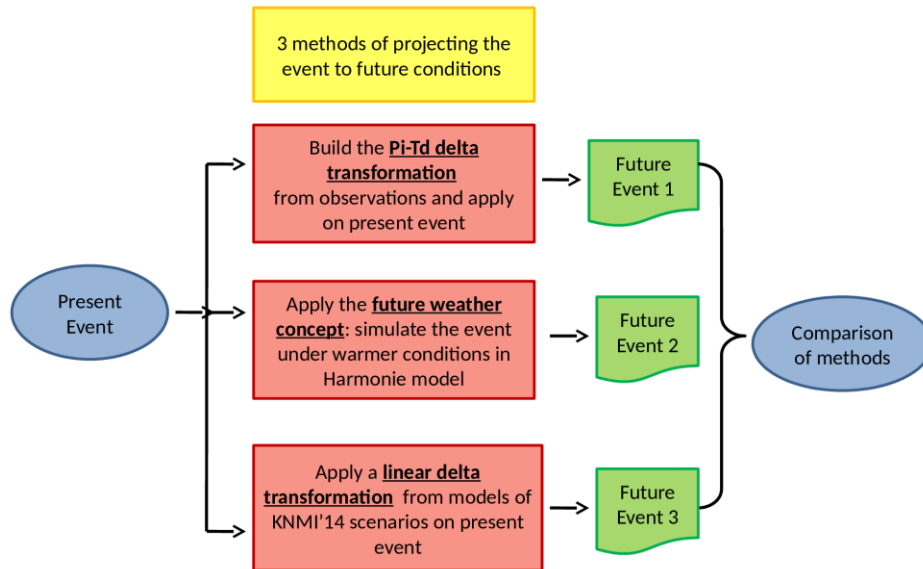 3 methods of projecting the
event to future conditions
Build the Pi-Td delta
transformation
from observations and apply
on present event
Future
Event 1
Present
Event
Apply the future weather
concept: simulate the event
under warmer conditions in
Harmonie model
Future
Event 2
Comparison
of methods
Apply a linear delta
transformation from models of
KNMI’14 scenarios on present
event
Future
Event 3